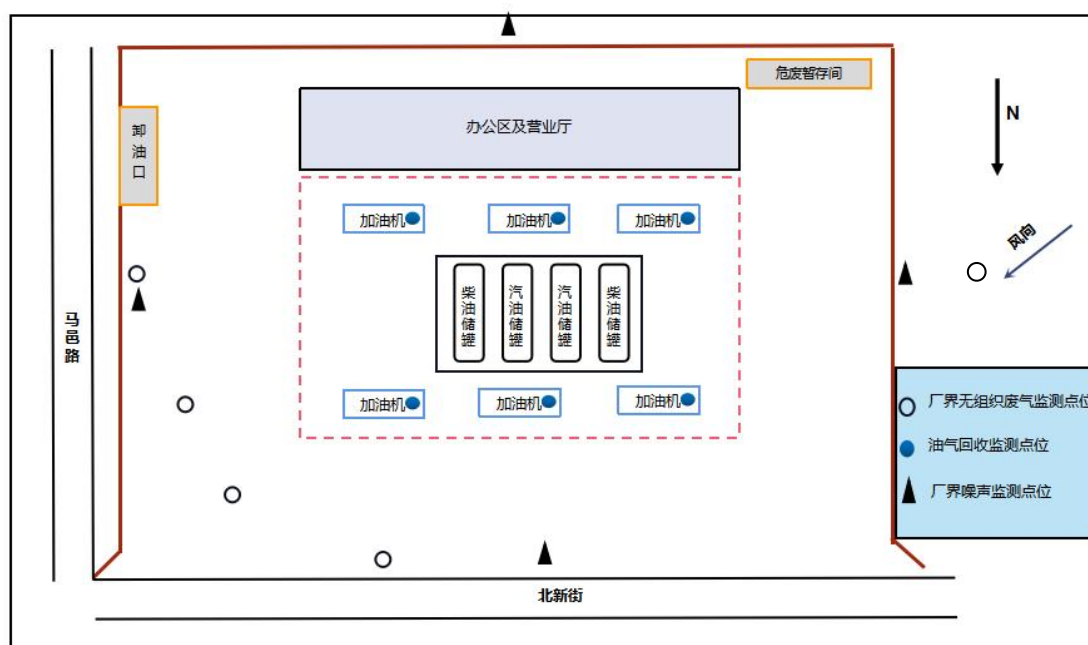 危废暂存间
办公区及营业厅
卸油口
N
加油机
加油机
加油机
风向
柴油储罐
汽油储罐
汽油储罐
柴油储罐
马邑路
加油机
加油机
加油机
厂界无组织废气监测点位
油气回收监测点位
厂界噪声监测点位
北新街